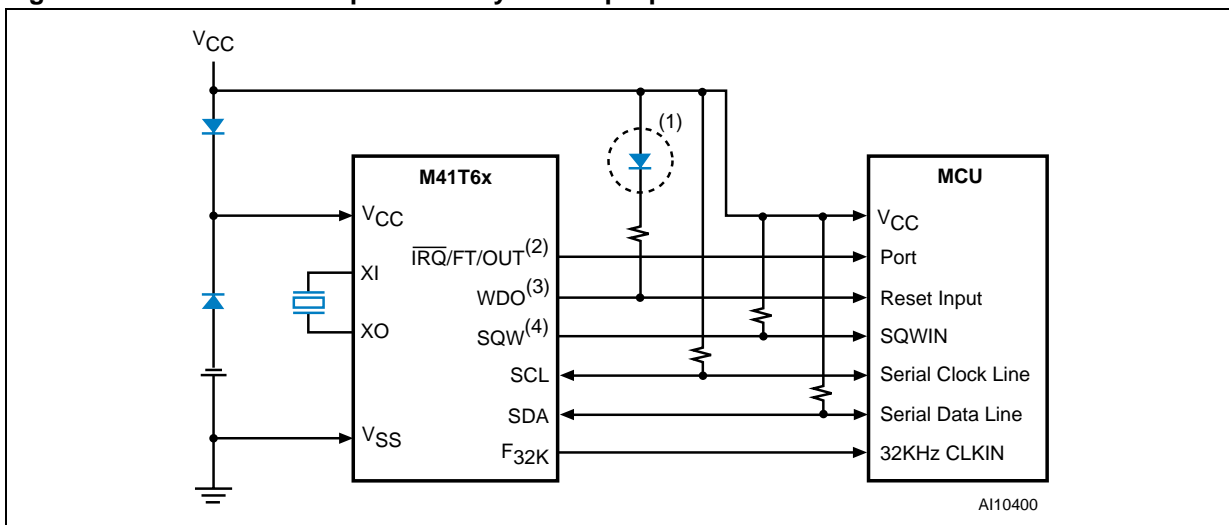 VCC
(1)
M41T6x
MCU
VCC
VCC
IRQ/FT/OUT(2)
Port
XI
WDO(3)
Reset Input
XO
SQW(4)
SQWIN
SCL
Serial Clock Line
SDA
Serial Data Line
VSS
F32K
32KHz CLKIN
AI10400